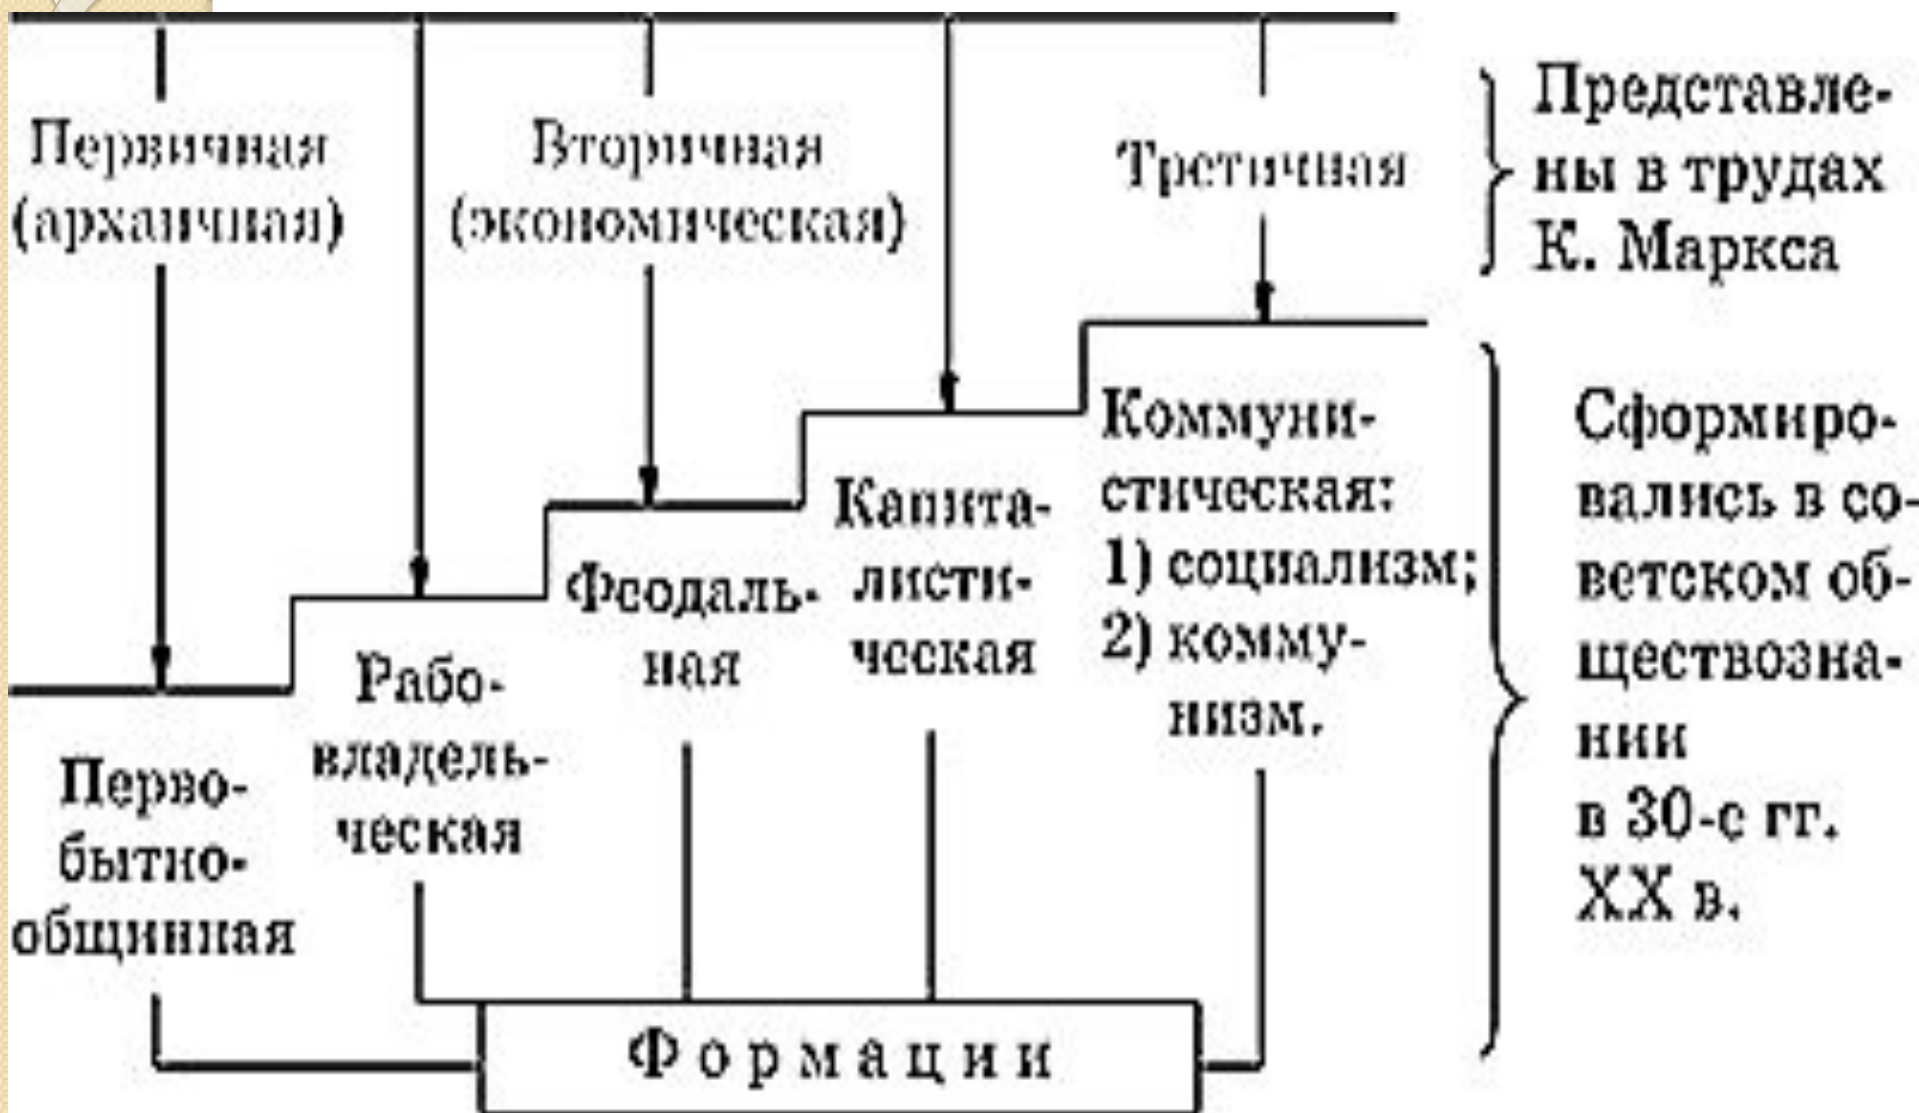 Первичная
(архаичная)
Вторичная
(экономическая)
Третичная
Представле-
ны в трудах
К. Маркса
Перво-
бытно-
общинная
Рабо-
владель-
ческая
Феодаль-
ная
Капита-
листи-
ческая
Коммуни-
стическая:
1) социализм;
2) комму-
низм.
Сформиро-
вались в со-
ветском об-
ществозна-
нии
в 30-е гг.
XX в.
Формации